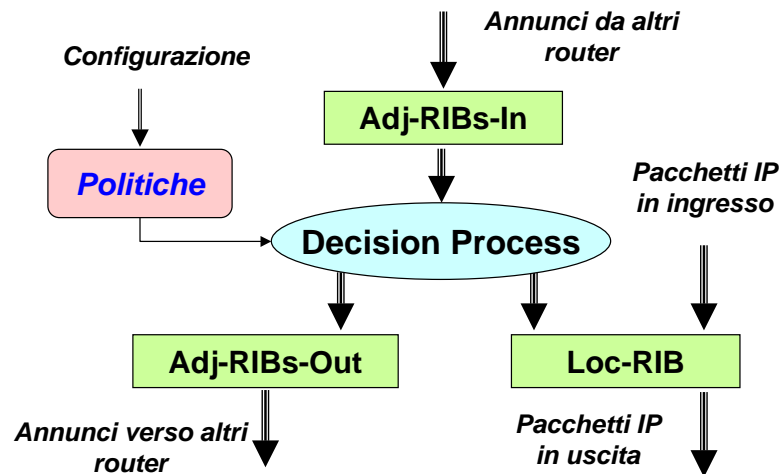 Annunci da altri
router
Configurazione
Adj-RIBs-In
Politiche
Pacchetti IP
in ingresso
Decision Process
Adj-RIBs-Out
Loc-RIB
Annunci verso altri
router
Pacchetti IP
in uscita